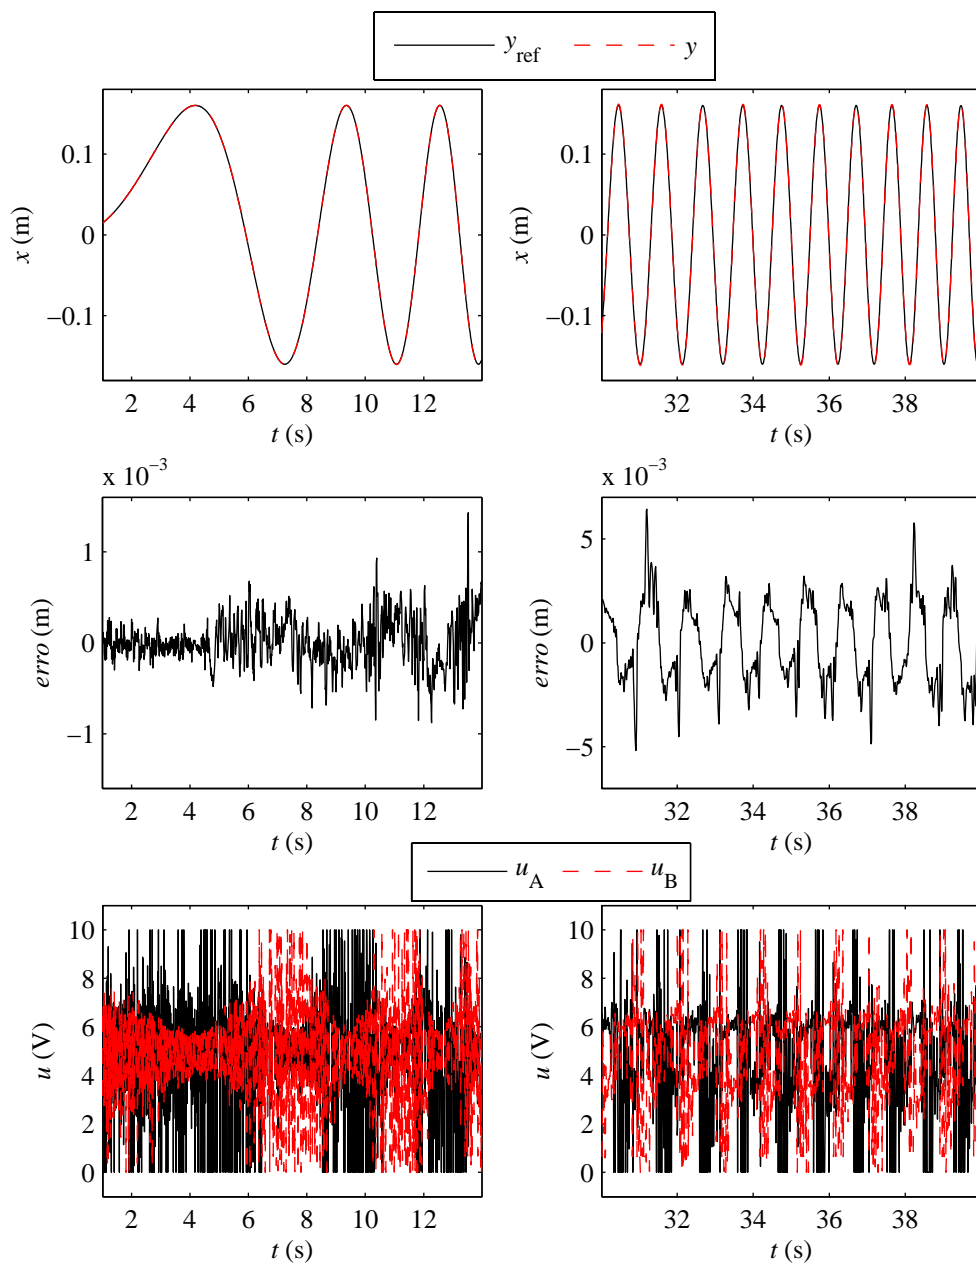 y_ref y
0.1
0
−0.1
x (m)
2 4 6 8 10 12
t (s)
0.1
0
−0.1
x (m)
32 34 36 38
t (s)
x 10^−3
1
0
−1
erro (m)
2 4 6 8 10 12
t (s)
x 10^−3
5
0
−5
erro (m)
32 34 36 38
t (s)
u_A u_B
10
8
6
4
2
0
u (V)
2 4 6 8 10 12
t (s)
10
8
6
4
2
0
u (V)
32 34 36 38
t (s)